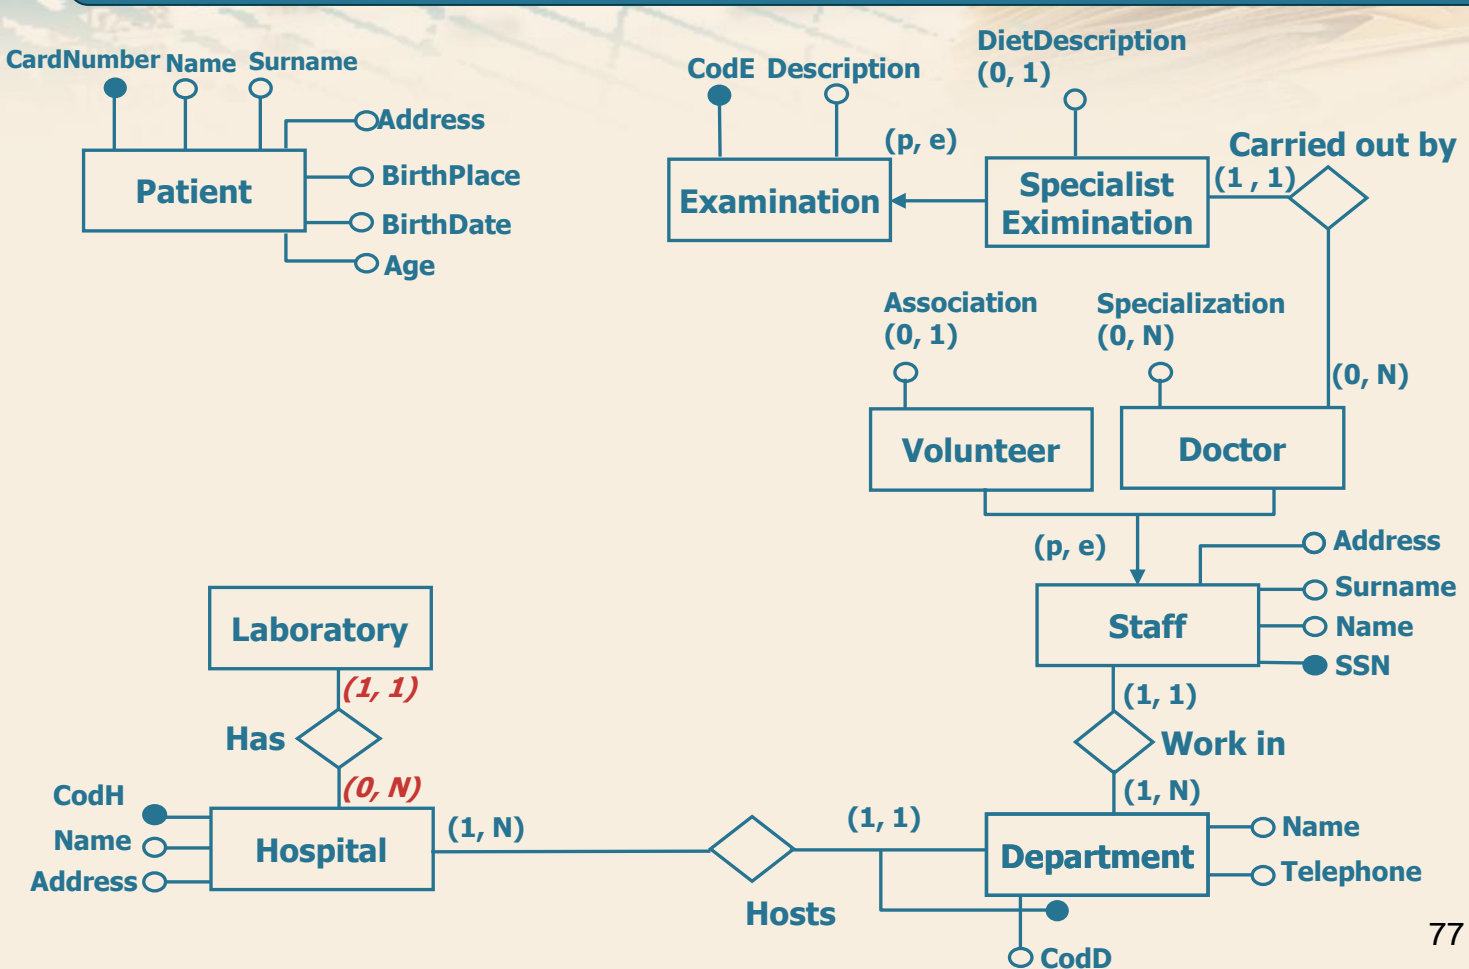 CardNumber Name Surname
Address
BirthPlace
BirthDate
Age
Patient
CodE Description
Examination
(p, e)
DietDescription
(0, 1)
Specialist
Eximination
(1 , 1)
Carried out by
(0, N)
Association
(0, 1)
Specialization
(0, N)
Volunteer
Doctor
(p, e)
Staff
Address
Surname
Name
SSN
(1, 1)
Work in
(1, N)
Laboratory
(1, 1)
Has
(0, N)
CodH
Name
Address
Hospital
(1, N)
Hosts
(1, 1)
Department
Name
Telephone
CodD
77